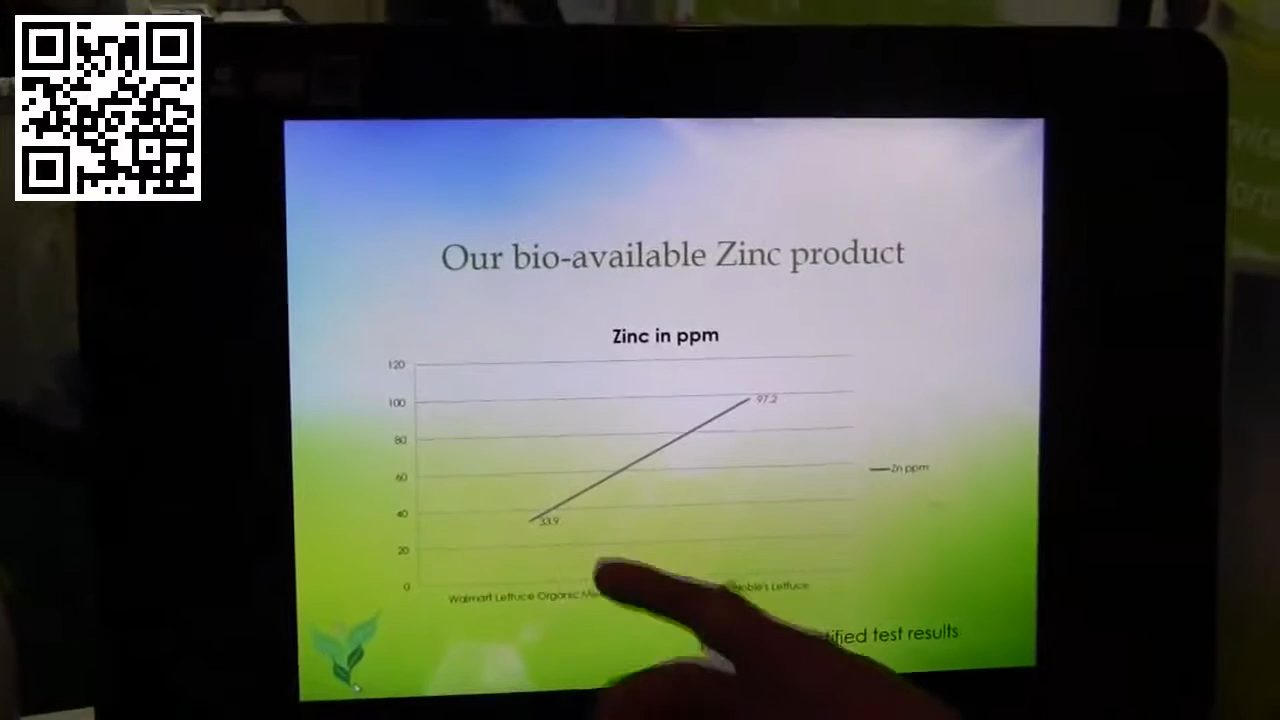 Our bio-available Zinc product
Zinc in ppm
120
100
80
60
40
20
0
97.2
33.9
Zn ppm
Walmart Lettuce Organic
Noble's Lettuce
test results